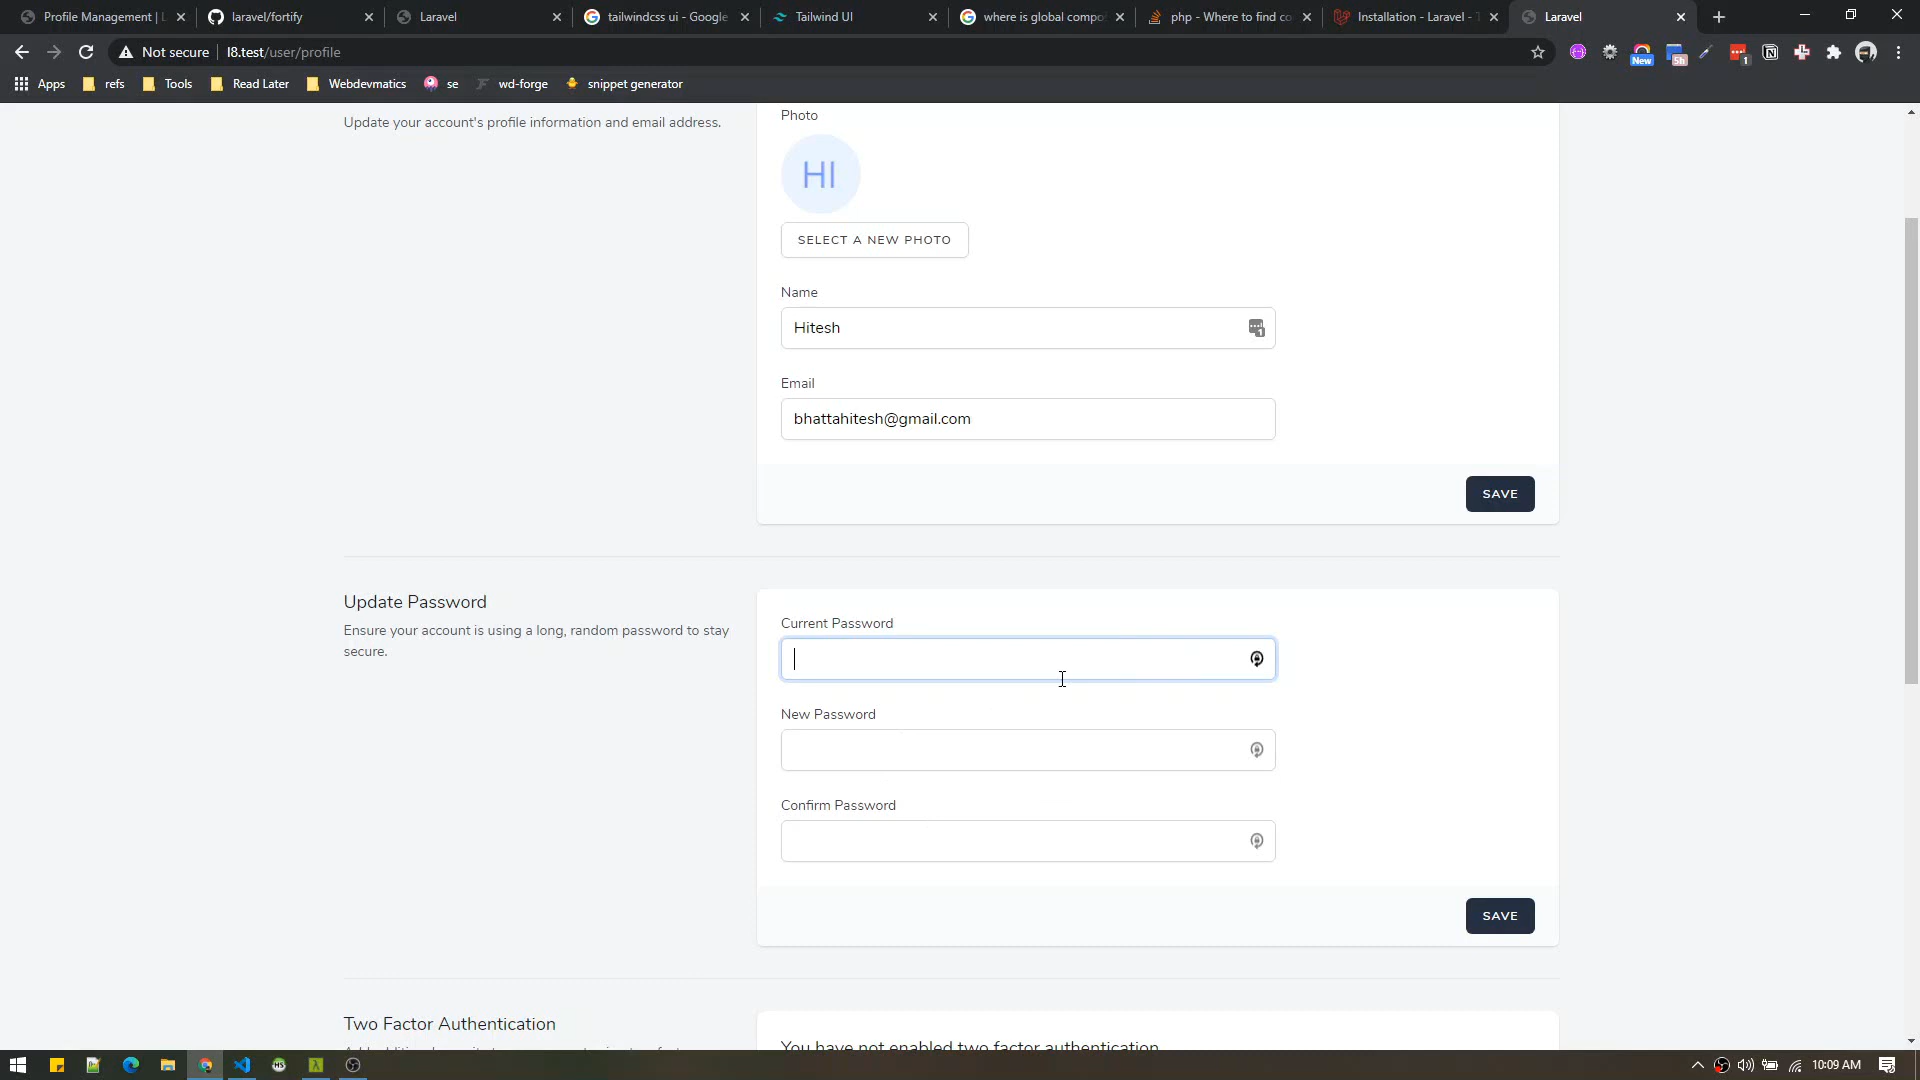 Profile Management | L
laravel/fortify
Laravel
tailwindcss ui - Google
Tailwind UI
where is global compo
php - Where to find co
Installation - Laravel - T
Laravel
Not secure l8.test/user/profile
New
5h
1
Apps
refs
Tools
Read Later
Webdevmatics
se
wd-forge
snippet generator
Update your account's profile information and email address.
Photo
HI
SELECT A NEW PHOTO
Name
Hitesh
1
Email
bhattahitesh@gmail.com
SAVE
Update Password
Ensure your account is using a long, random password to stay
secure.
Current Password
New Password
Confirm Password
SAVE
Two Factor Authentication
You have not enabled two factor authentication
10:09 AM